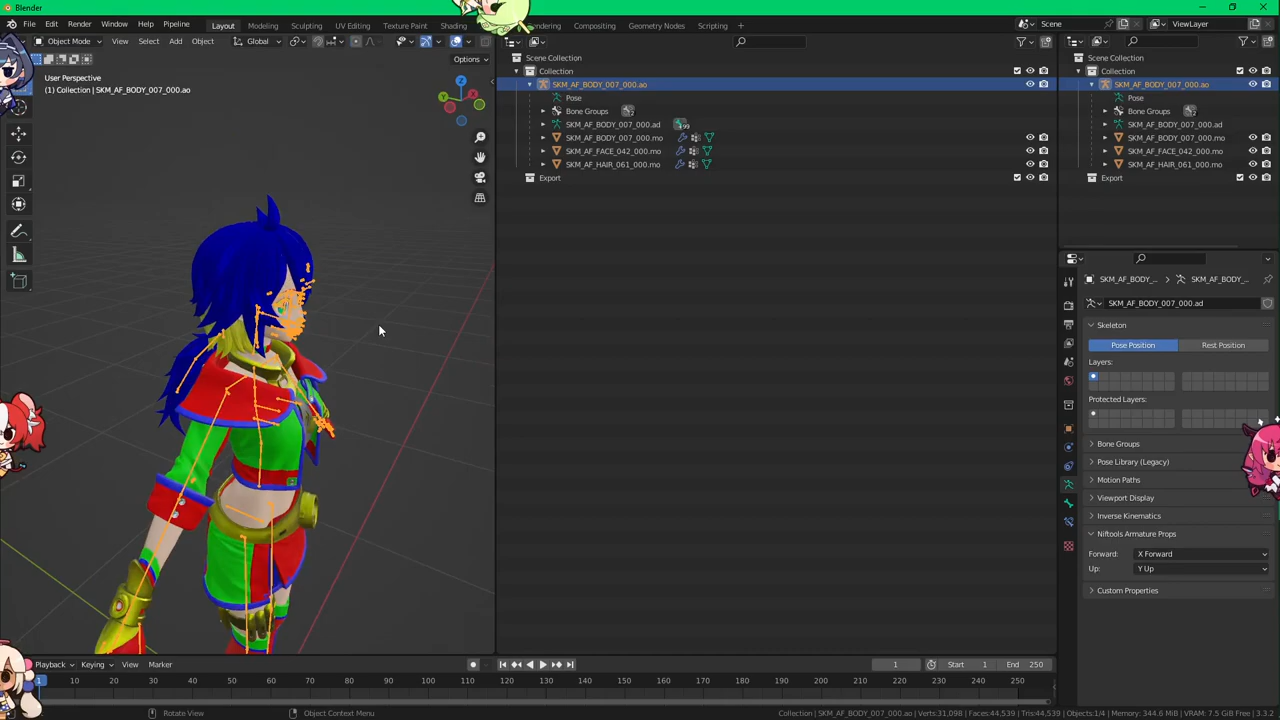 Blender
File Edit Render Window Help Pipeline Layout Modeling Sculpting UV Editing Texture Paint Shading Compositing Geometry Nodes Scripting Scene ViewLayer
Object Mode View Select Add Object Global
Options
User Perspective
(1) Collection | SKM_AF_BODY_007_000.ao
Z
Y
Scene Collection
Collection
SKM_AF_BODY_007_000.ao
Pose
Bone Groups
SKM_AF_BODY_007_000.ad 99
SKM_AF_BODY_007_000.mo
SKM_AF_FACE_042_000.mo
SKM_AF_HAIR_061_000.mo
Export
Scene Collection
Collection
SKM_AF_BODY_007_000.ao
Pose
Bone Groups
SKM_AF_BODY_007_000.ad
SKM_AF_BODY_007_000.mo
SKM_AF_FACE_042_000.mo
SKM_AF_HAIR_061_000.mo
Export
SKM_AF_BODY_... SKM_AF_BODY_0...
SKM_AF_BODY_007_000.ad
Skeleton
Pose Position Rest Position
Layers:
Protected Layers:
Bone Groups
Pose Library (Legacy)
Motion Paths
Viewport Display
Inverse Kinematics
Niftools Armature Props
Forward: X Forward
Up: Y Up
Custom Properties
Playback Keying View Marker 1 Start 1 End 250
1 10 20 30 40 50 60 70 80 90 100 110 120 130 140 150 160 170 180 190 200 210 220 230 240 250
Rotate View Object Context Menu Collection | SKM_AF_BODY_007_000.ao | Verts:31,098 | Faces:44,539 | Tris:44,539 | Objects:1/4 | Memory: 344.6 MiB | VRAM: 7.5 GiB Free | 3.3.2